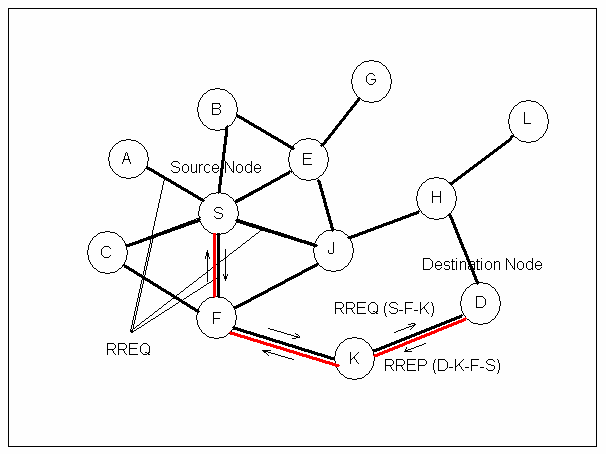 G
B
L
A
Source Node
E
H
S
C
J
Destination Node
D
RREQ (S-F-K)
F
RREQ
K
RREP (D-K-F-S)